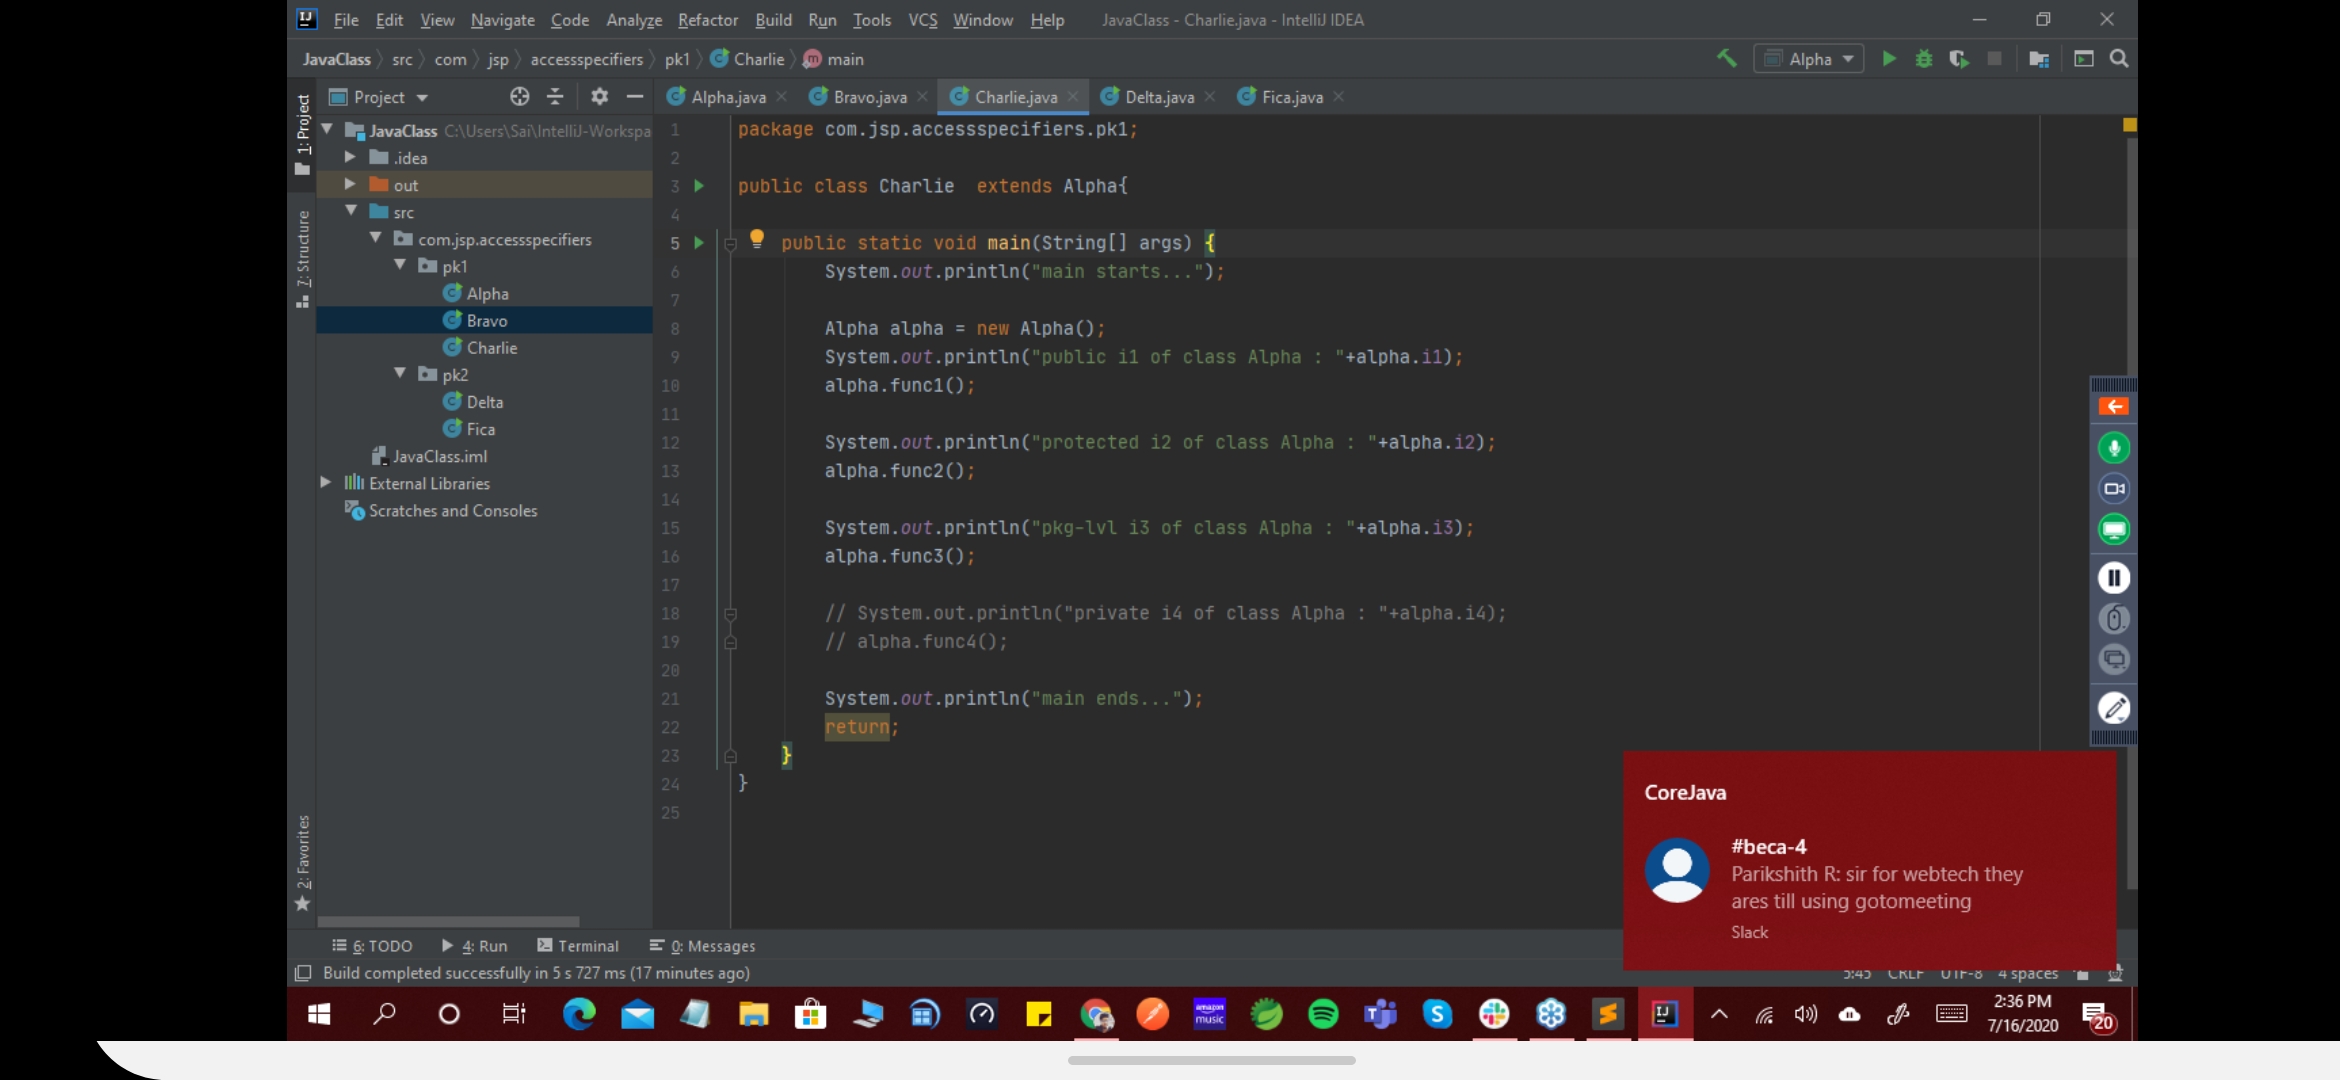 File Edit View Navigate Code Analyze Refactor Build Run Tools VCS Window Help JavaClass - Charlie.java - IntelliJ IDEA
JavaClass src com jsp accessspecifiers pk1 Charlie main Alpha
Project Alpha.java Bravo.java Charlie.java Delta.java Fica.java
1: Project
7: Structure
2: Favorites
JavaClass C:\Users\Sai\IntelliJ-Workspa
.idea
out
src
com.jsp.accessspecifiers
pk1
Alpha
Bravo
Charlie
pk2
Delta
Fica
JavaClass.iml
External Libraries
Scratches and Consoles
1 package com.jsp.accessspecifiers.pk1;
2
3 public class Charlie  extends Alpha{
4
5     public static void main(String[] args) {
6         System.out.println("main starts...");
7
8         Alpha alpha = new Alpha();
9         System.out.println("public i1 of class Alpha : "+alpha.i1);
10         alpha.func1();
11
12         System.out.println("protected i2 of class Alpha : "+alpha.i2);
13         alpha.func2();
14
15         System.out.println("pkg-lvl i3 of class Alpha : "+alpha.i3);
16         alpha.func3();
17
18         // System.out.println("private i4 of class Alpha : "+alpha.i4);
19         // alpha.func4();
20
21         System.out.println("main ends...");
22         return;
23     }
24 }
25
CoreJava
#beca-4
Parikshith R: sir for webtech they
ares till using gotomeeting
Slack
6: TODO 4: Run Terminal 0: Messages
Build completed successfully in 5 s 727 ms (17 minutes ago) 5:45 CRLF UTF-8 4 spaces
amazon
music
2:36 PM
7/16/2020
20